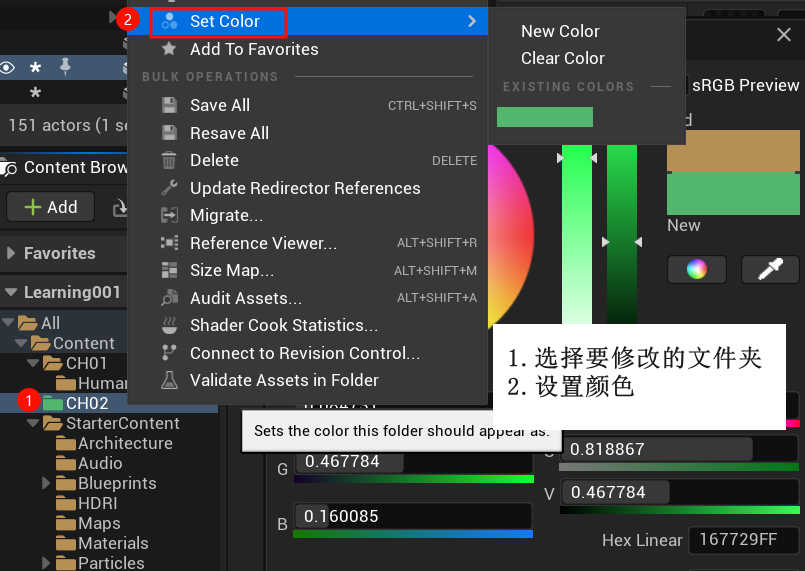 2
Set Color
New Color
Clear Color
Add To Favorites
BULK OPERATIONS
EXISTING COLORS
sRGB Preview
Save All
CTRL+SHIFT+S
151 actors (1 se
Resave All
Delete
DELETE
Content Brow
Update Redirector References
Add
Migrate...
New
Reference Viewer...
ALT+SHIFT+R
Favorites
Size Map...
ALT+SHIFT+M
Learning001
Audit Assets...
ALT+SHIFT+A
All
Shader Cook Statistics...
Content
Connect to Revision Control...
CH01
Validate Assets in Folder
Human
1. 选择要修改的文件夹
2. 设置颜色
1
CH02
StarterContent
Sets the color this folder should appear as.
Architecture
0.818867
Audio
G
0.467784
Blueprints
V
0.467784
HDRI
B
0.160085
Maps
Materials
Hex Linear
167729FF
Particles